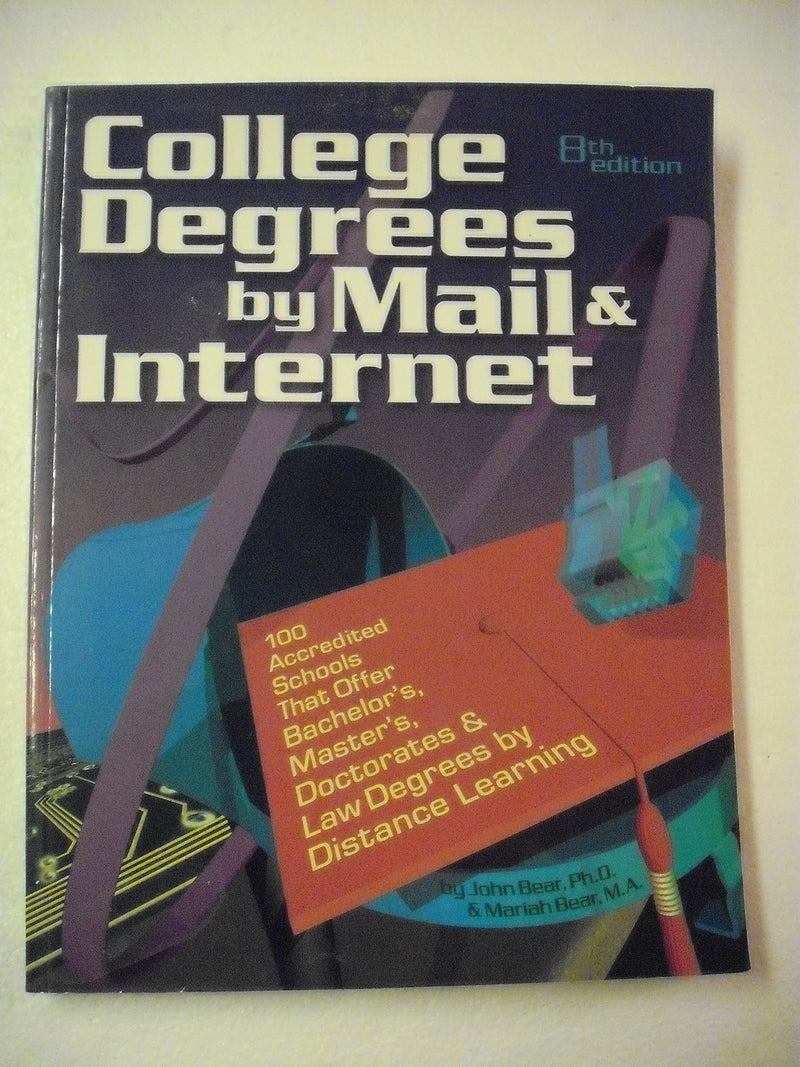 College
8th
edition
Degrees
by Mail &
Internet
100
Accredited
Schools
That Offer
Bachelor's,
Master's,
Doctorates &
Law Degrees by
Distance Learning
by John Bear, Ph.D.
& Mariah Bear, M.A.